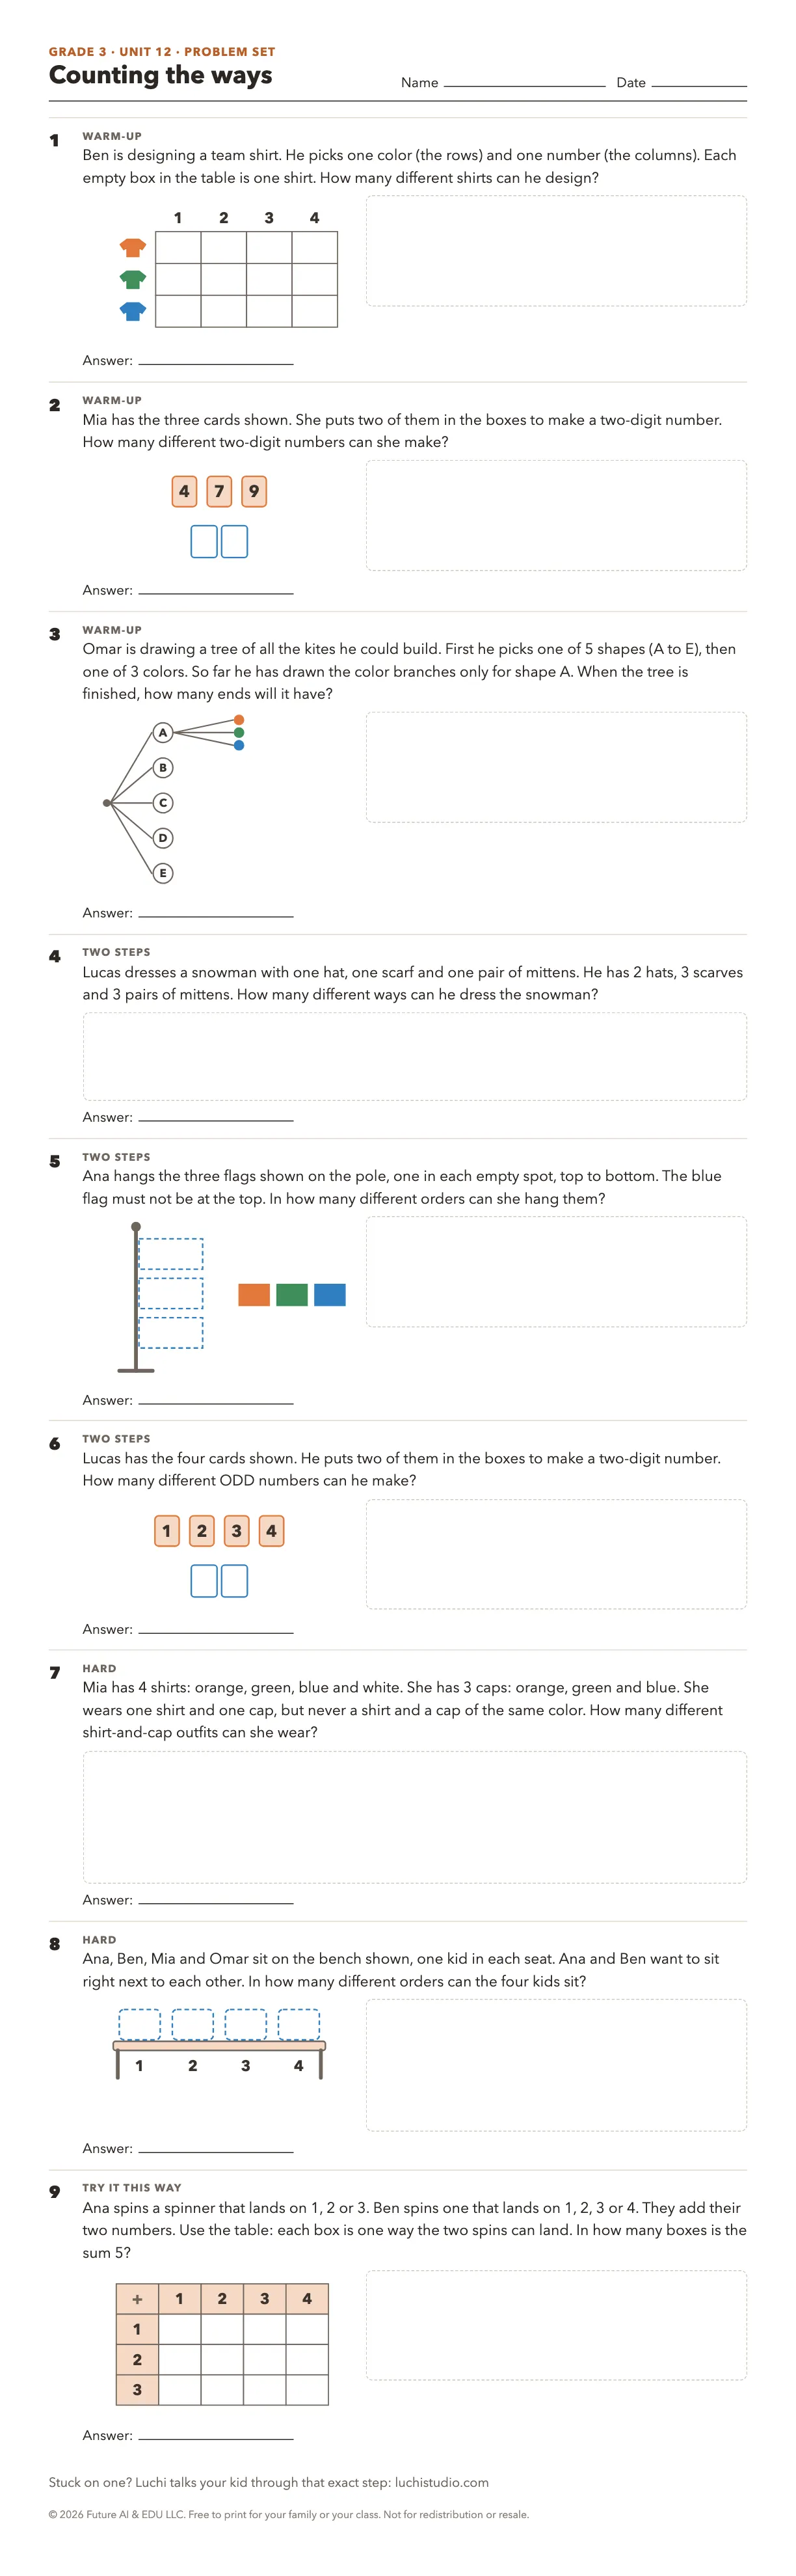 GRADE 3 · UNIT 12 · PROBLEM SET
Counting the ways
Name
Date
1
WARM-UP
Ben is designing a team shirt. He picks one color (the rows) and one number (the columns). Each
empty box in the table is one shirt. How many different shirts can he design?
1 2 3 4
Answer:
2
WARM-UP
Mia has the three cards shown. She puts two of them in the boxes to make a two-digit number.
How many different two-digit numbers can she make?
4 7 9
Answer:
3
WARM-UP
Omar is drawing a tree of all the kites he could build. First he picks one of 5 shapes (A to E), then
one of 3 colors. So far he has drawn the color branches only for shape A. When the tree is
finished, how many ends will it have?
A
B
C
D
E
Answer:
4
TWO STEPS
Lucas dresses a snowman with one hat, one scarf and one pair of mittens. He has 2 hats, 3 scarves
and 3 pairs of mittens. How many different ways can he dress the snowman?
Answer:
5
TWO STEPS
Ana hangs the three flags shown on the pole, one in each empty spot, top to bottom. The blue
flag must not be at the top. In how many different orders can she hang them?
Answer:
6
TWO STEPS
Lucas has the four cards shown. He puts two of them in the boxes to make a two-digit number.
How many different ODD numbers can he make?
1 2 3 4
Answer:
7
HARD
Mia has 4 shirts: orange, green, blue and white. She has 3 caps: orange, green and blue. She
wears one shirt and one cap, but never a shirt and a cap of the same color. How many different
shirt-and-cap outfits can she wear?
Answer:
8
HARD
Ana, Ben, Mia and Omar sit on the bench shown, one kid in each seat. Ana and Ben want to sit
right next to each other. In how many different orders can the four kids sit?
1 2 3 4
Answer:
9
TRY IT THIS WAY
Ana spins a spinner that lands on 1, 2 or 3. Ben spins one that lands on 1, 2, 3 or 4. They add their
two numbers. Use the table: each box is one way the two spins can land. In how many boxes is the
sum 5?
+ 1 2 3 4
1
2
3
Answer:
Stuck on one? Luchi talks your kid through that exact step: luchistudio.com
© 2026 Future AI & EDU LLC. Free to print for your family or your class. Not for redistribution or resale.